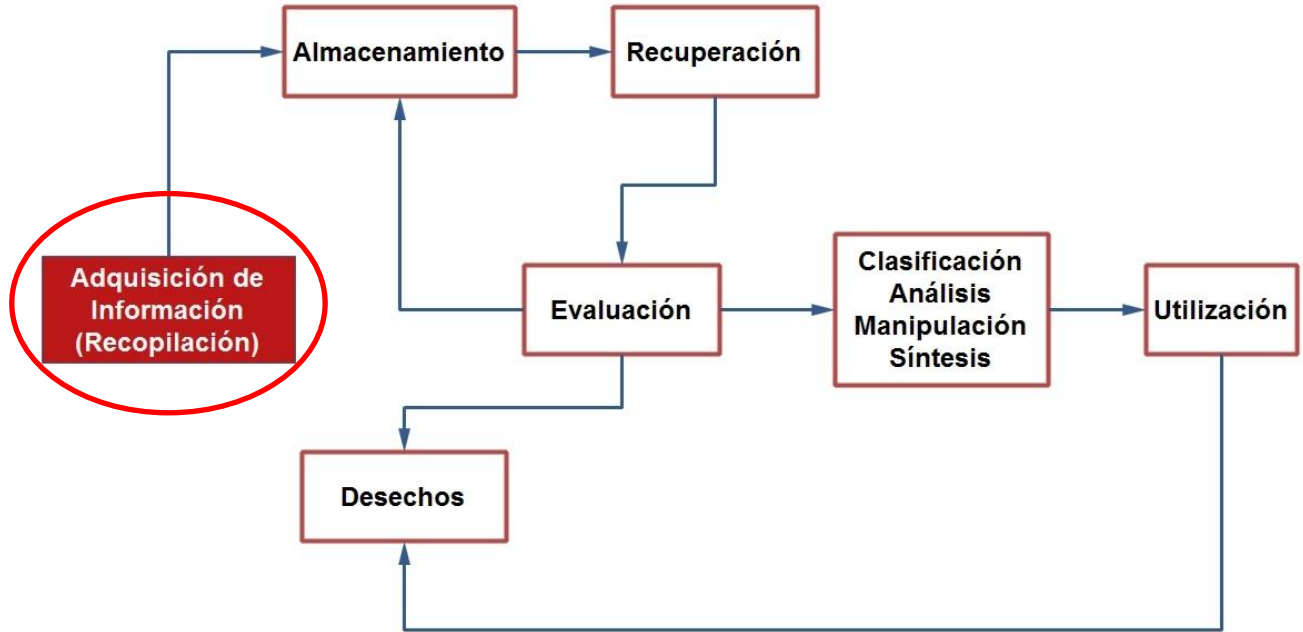 Almacenamiento
Recuperación
Adquisición de
Información
(Recopilación)
Evaluación
Clasificación
Análisis
Manipulación
Síntesis
Utilización
Desechos